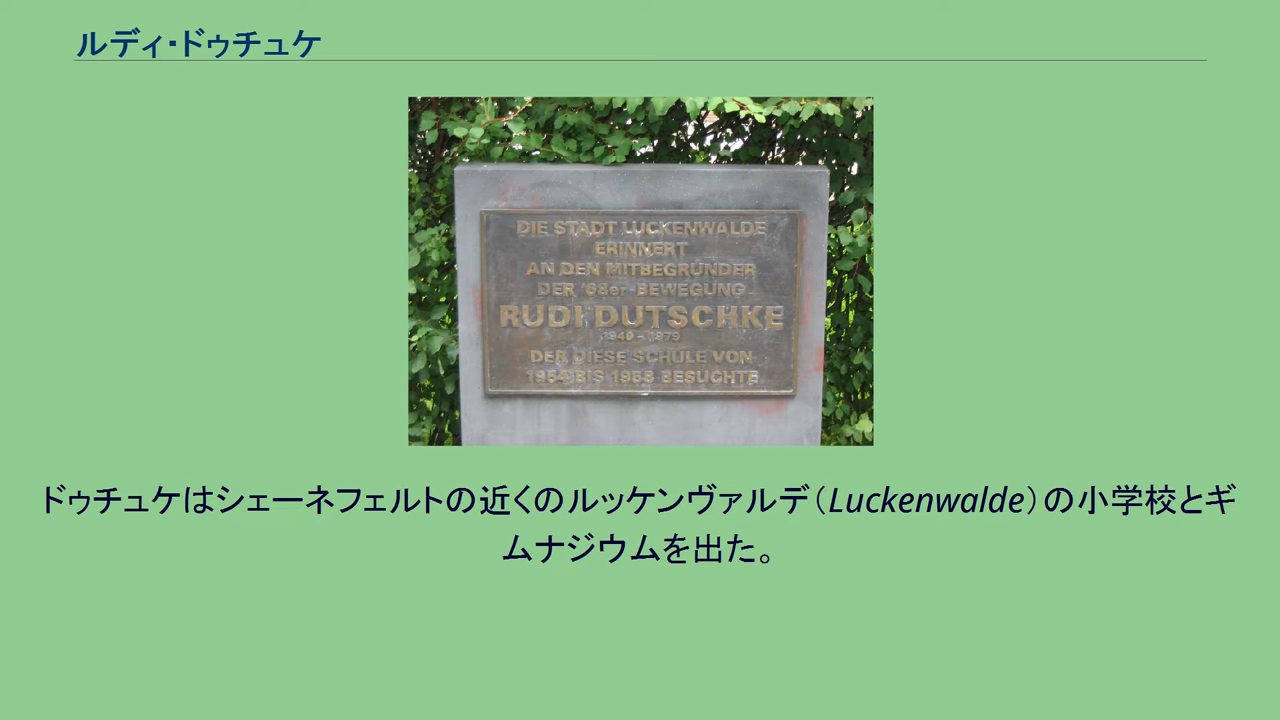 ルディ・ドゥチュケ
DIE STADT LUCKENWALDE
ERINNERT
AN DEN MITBEGRÜNDER
DER '68er-BEWEGUNG
RUDI DUTSCHKE
1940 - 1979
DER DIESE SCHULE VON
1954 BIS 1958 BESUCHTE
ドゥチュケはシェーネフェルトの近くのルッケンヴァルデ（Luckenwalde）の小学校とギ
ムナジウムを出た。